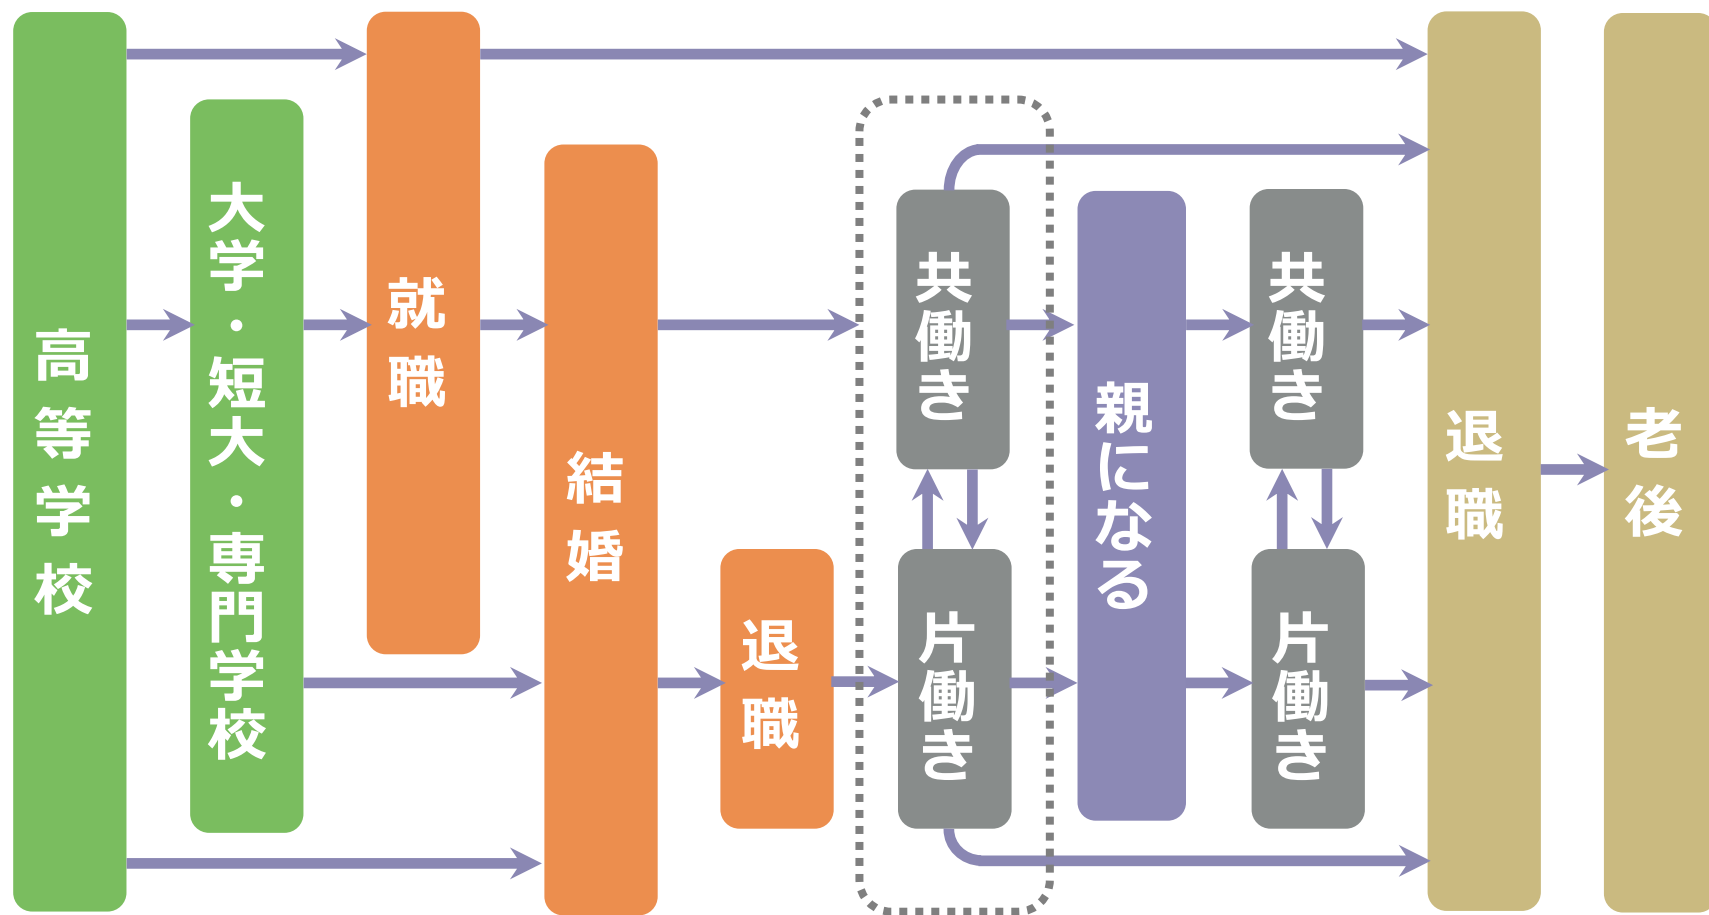 高等学校
大学・短大・専門学校
就職
結婚
退職
共働き
片働き
親になる
共働き
片働き
退職
老後